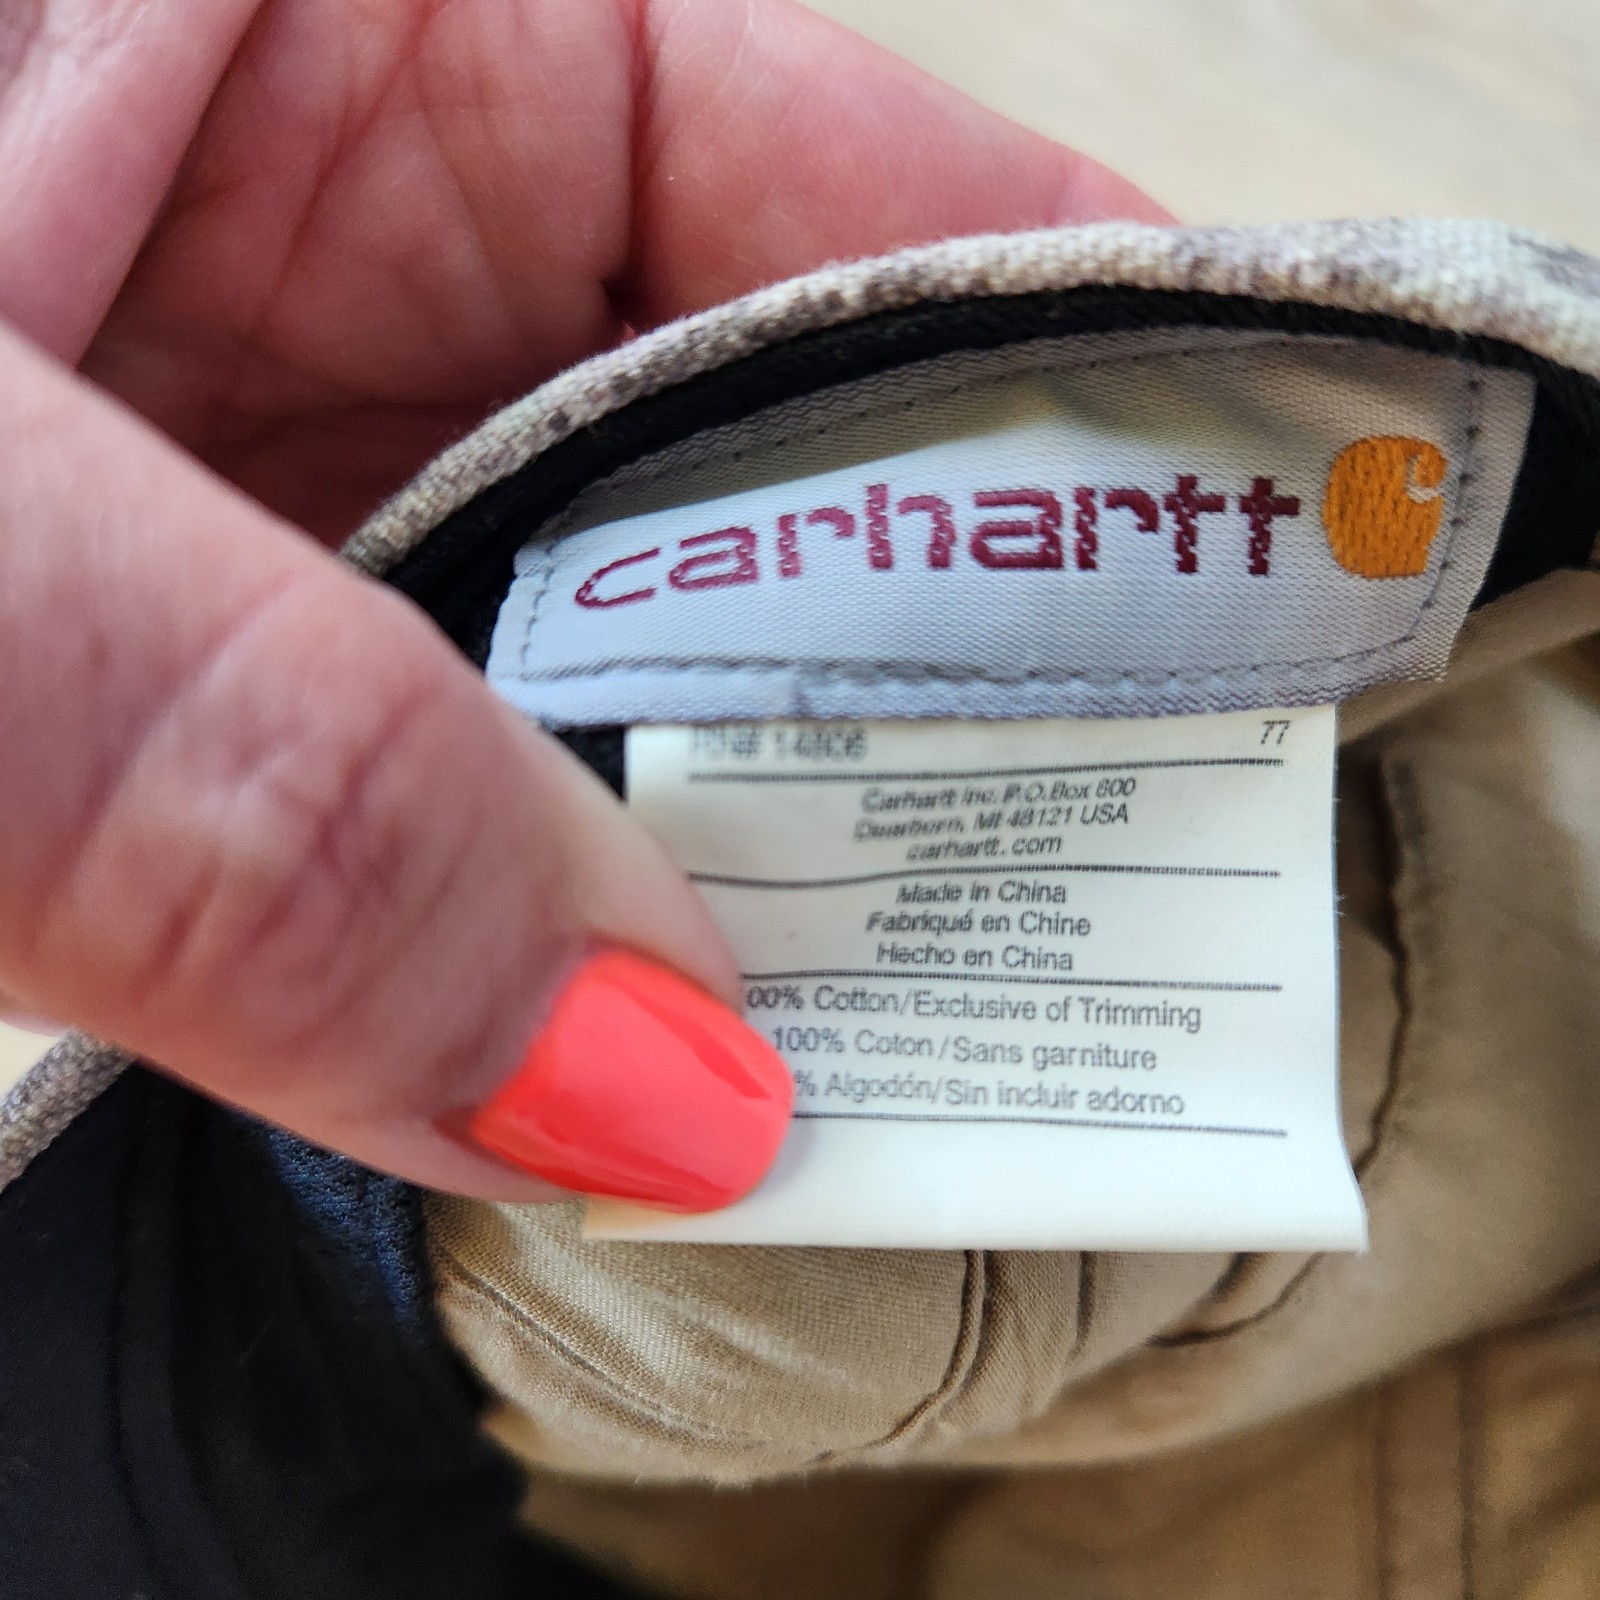 carhartt
77
Carhartt Inc. P.O.Box 600
Dearborn, MI 48121 USA
carhartt.com
Made in China
Fabriqué en Chine
Hecho en China
00% Cotton/Exclusive of Trimming
100% Coton/Sans garniture
% Algodón/Sin incluir adorno